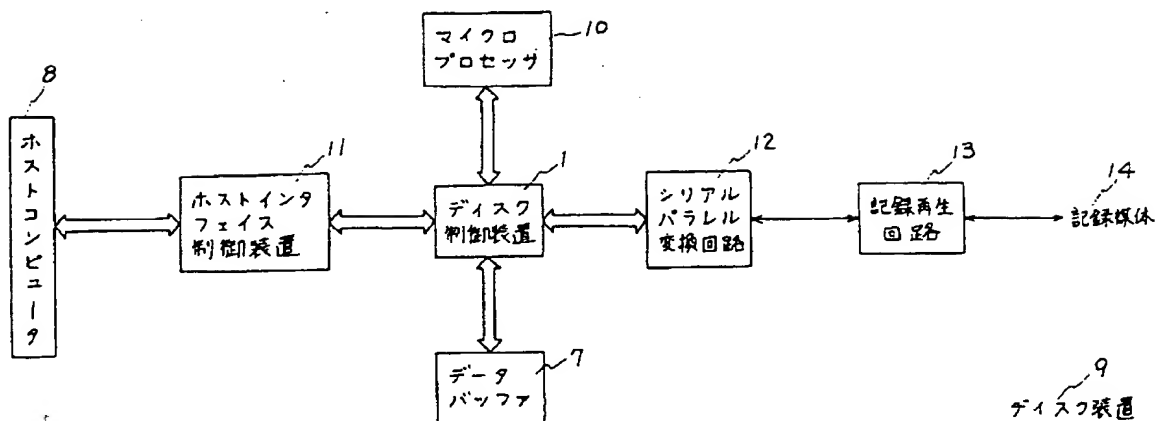 10
マイクロ
プロセッサ
8
ホストコンピュータ
11
ホストインタ
フェイス
制御装置
1
ディスク
制御装置
12
シリアル
パラレル
変換回路
13
記録再生
回路
14
記録媒体
7
データ
バッファ
9
ディスク装置